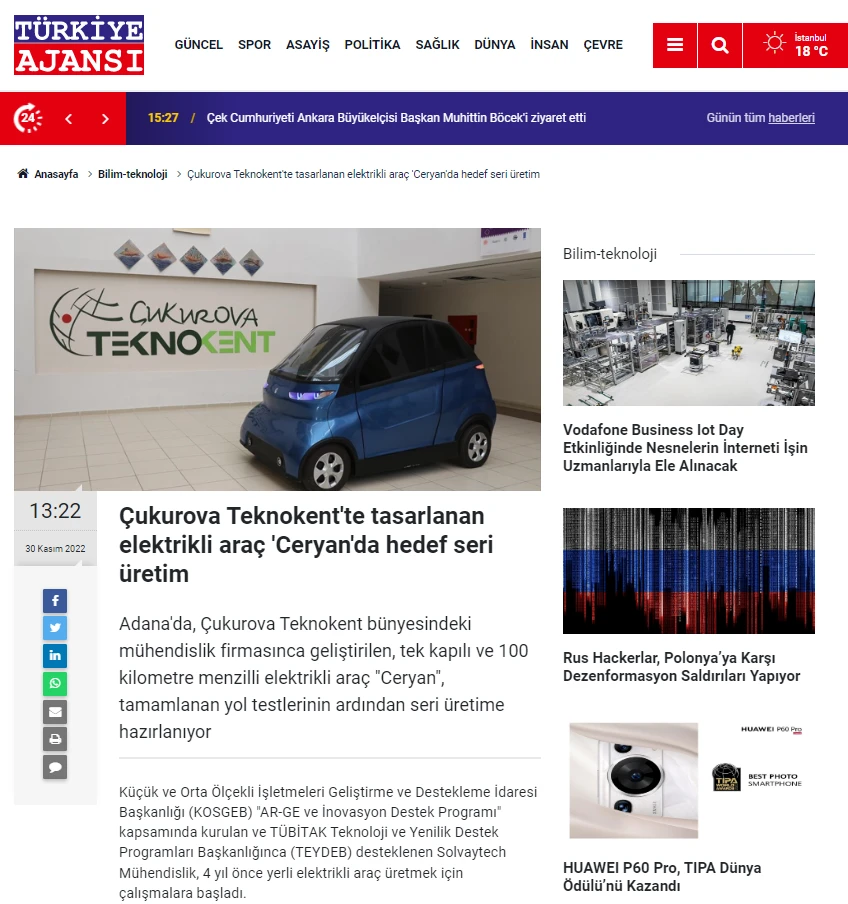 TÜRKİYE
AJANSI
GÜNCEL SPOR ASAYİŞ POLİTİKA SAĞLIK DÜNYA İNSAN ÇEVRE
İstanbul
18 °C
24
15:27 / Çek Cumhuriyeti Ankara Büyükelçisi Başkan Muhittin Böcek'i ziyaret etti
Günün tüm haberleri
Anasayfa > Bilim-teknoloji > Çukurova Teknokent'te tasarlanan elektrikli araç 'Ceryan'da hedef seri üretim
ÇUKUROVA
TEKNOKENT
13:22
30 Kasım 2022
Çukurova Teknokent'te tasarlanan
elektrikli araç 'Ceryan'da hedef seri
üretim
Adana'da, Çukurova Teknokent bünyesindeki
mühendislik firmasınca geliştirilen, tek kapılı ve 100
kilometre menzilli elektrikli araç "Ceryan",
tamamlanan yol testlerinin ardından seri üretime
hazırlanıyor
Küçük ve Orta Ölçekli İşletmeleri Geliştirme ve Destekleme İdaresi
Başkanlığı (KOSGEB) "AR-GE ve İnovasyon Destek Programı"
kapsamında kurulan ve TÜBİTAK Teknoloji ve Yenilik Destek
Programları Başkanlığınca (TEYDEB) desteklenen Solvaytech
Mühendislik, 4 yıl önce yerli elektrikli araç üretmek için
çalışmalara başladı.
Bilim-teknoloji
Vodafone Business Iot Day
Etkinliğinde Nesnelerin İnterneti İşin
Uzmanlarıyla Ele Alınacak
Rus Hackerlar, Polonya’ya Karşı
Dezenformasyon Saldırıları Yapıyor
HUAWEI P60 Pro
TIPA
WORLD
AWARDS
BEST PHOTO
SMARTPHONE
HUAWEI P60 Pro, TIPA Dünya
Ödülü’nü Kazandı